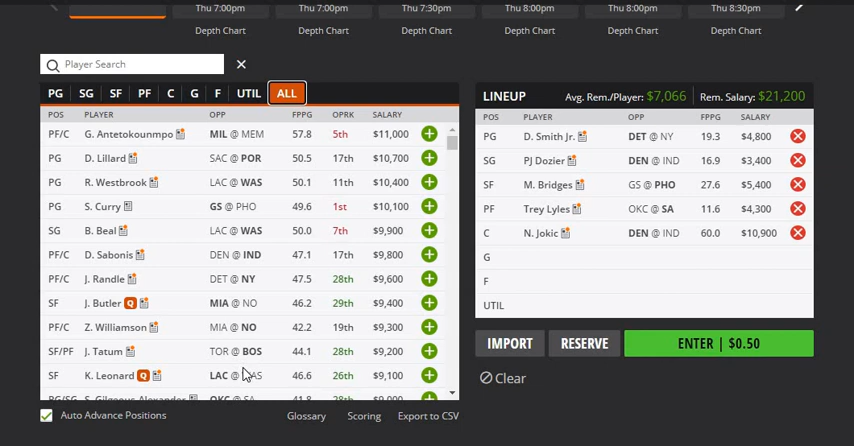 Thu 7:00pm Thu 7:00pm Thu 7:30pm Thu 8:00pm Thu 8:00pm Thu 8:30pm
Depth Chart Depth Chart Depth Chart Depth Chart Depth Chart
Player Search
PG SG SF PF C G F UTIL ALL
LINEUP Avg. Rem./Player: $7,066 Rem. Salary: $21,200
POS PLAYER OPP FPPG OPRK SALARY
PF/C G. Antetokounmpo MIL @ MEM 57.8 5th $11,000
PG D. Lillard SAC @ POR 50.5 17th $10,700
PG R. Westbrook LAC @ WAS 50.1 11th $10,400
PG S. Curry GS @ PHO 49.6 1st $10,100
SG B. Beal LAC @ WAS 50.0 7th $9,900
PF/C D. Sabonis DEN @ IND 47.1 17th $9,800
PF/C J. Randle DET @ NY 47.5 28th $9,600
SF J. Butler Q MIA @ NO 46.2 29th $9,400
PF/C Z. Williamson MIA @ NO 42.2 19th $9,300
SF/PF J. Tatum TOR @ BOS 44.1 28th $9,200
SF K. Leonard Q LAC @ 46.6 26th $9,100
PG/SG S. Gilgeous-Alexander OKC @ SA 41.8 28th $9,000
POS PLAYER OPP FPPG SALARY
PG D. Smith Jr. DET @ NY 19.3 $4,800
SG PJ Dozier DEN @ IND 16.9 $3,400
SF M. Bridges GS @ PHO 27.6 $5,400
PF Trey Lyles OKC @ SA 11.6 $4,300
C N. Jokic DEN @ IND 60.0 $10,900
G
F
UTIL
IMPORT RESERVE ENTER | $0.50
Clear
Auto Advance Positions Glossary Scoring Export to CSV